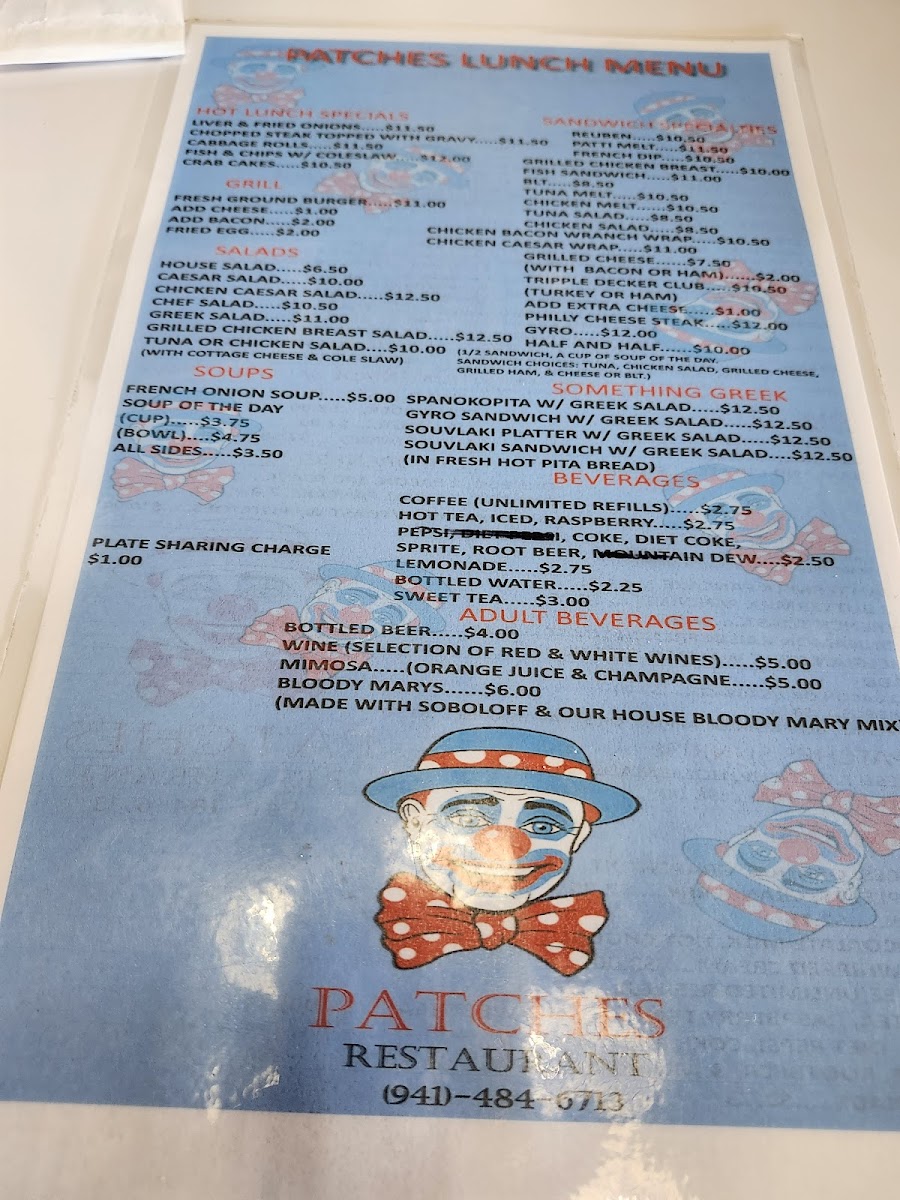 PATCHES LUNCH MENU
HOT LUNCH SPECIALS
LIVER & FRIED ONIONS.....$11.50
CHOPPED STEAK TOPPED WITH GRAVY.....$11.50
CABBAGE ROLLS.....$11.50
FISH & CHIPS W/ COLESLAW.....$12.00
CRAB CAKES.....$10.50
GRILL
FRESH GROUND BURGER.....$11.00
ADD CHEESE.....$1.00
ADD BACON.....$2.00
FRIED EGG.....$2.00
SALADS
HOUSE SALAD.....$6.50
CAESAR SALAD.....$10.00
CHICKEN CAESAR SALAD.....$12.50
CHEF SALAD.....$10.50
GREEK SALAD.....$11.00
GRILLED CHICKEN BREAST SALAD.....$12.50
TUNA OR CHICKEN SALAD.....$10.00
(WITH COTTAGE CHEESE & COLE SLAW)
SOUPS
FRENCH ONION SOUP.....$5.00
SOUP OF THE DAY
(CUP).....$3.75
(BOWL)....$4.75
ALL SIDES.....$3.50
PLATE SHARING CHARGE
$1.00
SANDWICH SPECIALTIES
REUBEN.....$10.50
PATTI MELT.....$11.50
FRENCH DIP.....$10.50
GRILLED CHICKEN BREAST.....$10.00
FISH SANDWICH.....$11.00
BLT.....$8.50
TUNA MELT.....$10.50
CHICKEN MELT.....$10.50
TUNA SALAD.....$8.50
CHICKEN SALAD.....$8.50
CHICKEN BACON WRANCH WRAP.....$10.50
CHICKEN CAESAR WRAP.....$11.00
GRILLED CHEESE......$7.50
(WITH BACON OR HAM)......$2.00
TRIPPLE DECKER CLUB.....$10.50
(TURKEY OR HAM)
ADD EXTRA CHEESE.....$1.00
PHILLY CHEESE STEAK.....$12.00
GYRO.....$12.00
HALF AND HALF......$10.00
(1/2 SANDWICH, A CUP OF SOUP OF THE DAY.
SANDWICH CHOICES: TUNA, CHICKEN SALAD, GRILLED CHEESE,
GRILLED HAM, & CHEESE OR BLT.)
SOMETHING GREEK
SPANOKOPITA W/ GREEK SALAD.....$12.50
GYRO SANDWICH W/ GREEK SALAD.....$12.50
SOUVLAKI PLATTER W/ GREEK SALAD.....$12.50
SOUVLAKI SANDWICH W/ GREEK SALAD....$12.50
(IN FRESH HOT PITA BREAD)
BEVERAGES
COFFEE (UNLIMITED REFILLS).....$2.75
HOT TEA, ICED, RASPBERRY.....$2.75
PEPSI, DIET PEPSI, COKE, DIET COKE,
SPRITE, ROOT BEER, MOUNTAIN DEW....$2.50
LEMONADE.....$2.75
BOTTLED WATER.....$2.25
SWEET TEA.....$3.00
ADULT BEVERAGES
BOTTLED BEER.....$4.00
WINE (SELECTION OF RED & WHITE WINES).....$5.00
MIMOSA.....(ORANGE JUICE & CHAMPAGNE.....$5.00
BLOODY MARYS......$6.00
(MADE WITH SOBOLOFF & OUR HOUSE BLOODY MARY MIX)
PATCHES
RESTAURANT
(941)-484-6713